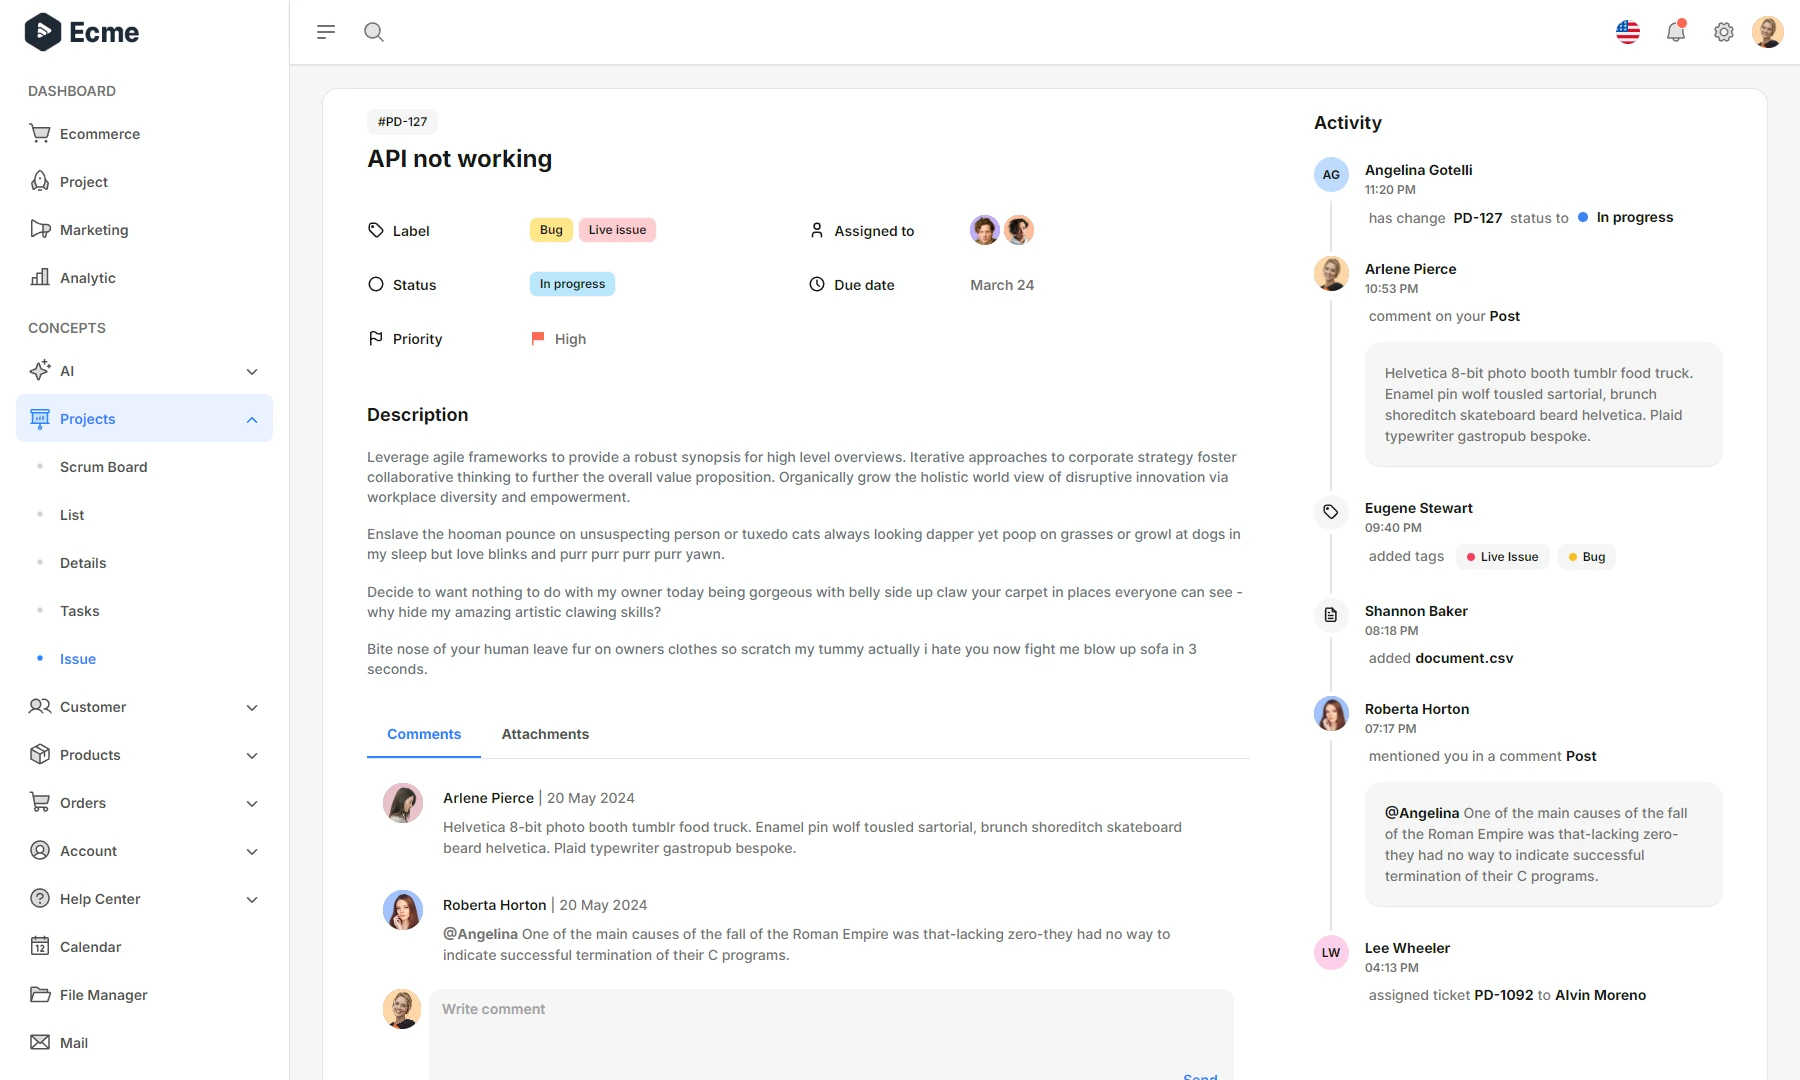 Ecme
DASHBOARD
Ecommerce
Project
Marketing
Analytic
CONCEPTS
AI
Projects
Scrum Board
List
Details
Tasks
Issue
Customer
Products
Orders
Account
Help Center
12
Calendar
File Manager
Mail
#PD-127
API not working
Label
Bug
Live issue
Assigned to
Status
In progress
Due date
March 24
Priority
High
Description
Leverage agile frameworks to provide a robust synopsis for high level overviews. Iterative approaches to corporate strategy foster
collaborative thinking to further the overall value proposition. Organically grow the holistic world view of disruptive innovation via
workplace diversity and empowerment.
Enslave the hooman pounce on unsuspecting person or tuxedo cats always looking dapper yet poop on grasses or growl at dogs in
my sleep but love blinks and purr purr purr purr yawn.
Decide to want nothing to do with my owner today being gorgeous with belly side up claw your carpet in places everyone can see -
why hide my amazing artistic clawing skills?
Bite nose of your human leave fur on owners clothes so scratch my tummy actually i hate you now fight me blow up sofa in 3
seconds.
Comments
Attachments
Arlene Pierce | 20 May 2024
Helvetica 8-bit photo booth tumblr food truck. Enamel pin wolf tousled sartorial, brunch shoreditch skateboard
beard helvetica. Plaid typewriter gastropub bespoke.
Roberta Horton | 20 May 2024
@Angelina One of the main causes of the fall of the Roman Empire was that-lacking zero-they had no way to
indicate successful termination of their C programs.
Write comment
Send
Activity
AG
Angelina Gotelli
11:20 PM
has change PD-127 status to In progress
Arlene Pierce
10:53 PM
comment on your Post
Helvetica 8-bit photo booth tumblr food truck.
Enamel pin wolf tousled sartorial, brunch
shoreditch skateboard beard helvetica. Plaid
typewriter gastropub bespoke.
Eugene Stewart
09:40 PM
added tags Live Issue Bug
Shannon Baker
08:18 PM
added document.csv
Roberta Horton
07:17 PM
mentioned you in a comment Post
@Angelina One of the main causes of the fall
of the Roman Empire was that-lacking zero-
they had no way to indicate successful
termination of their C programs.
LW
Lee Wheeler
04:13 PM
assigned ticket PD-1092 to Alvin Moreno